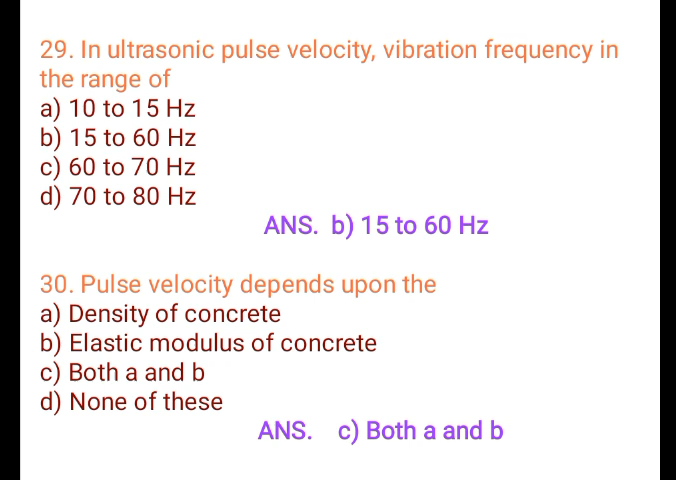 29. In ultrasonic pulse velocity, vibration frequency in
the range of
a) 10 to 15 Hz
b) 15 to 60 Hz
c) 60 to 70 Hz
d) 70 to 80 Hz
ANS. b) 15 to 60 Hz
30. Pulse velocity depends upon the
a) Density of concrete
b) Elastic modulus of concrete
c) Both a and b
d) None of these
ANS. c) Both a and b